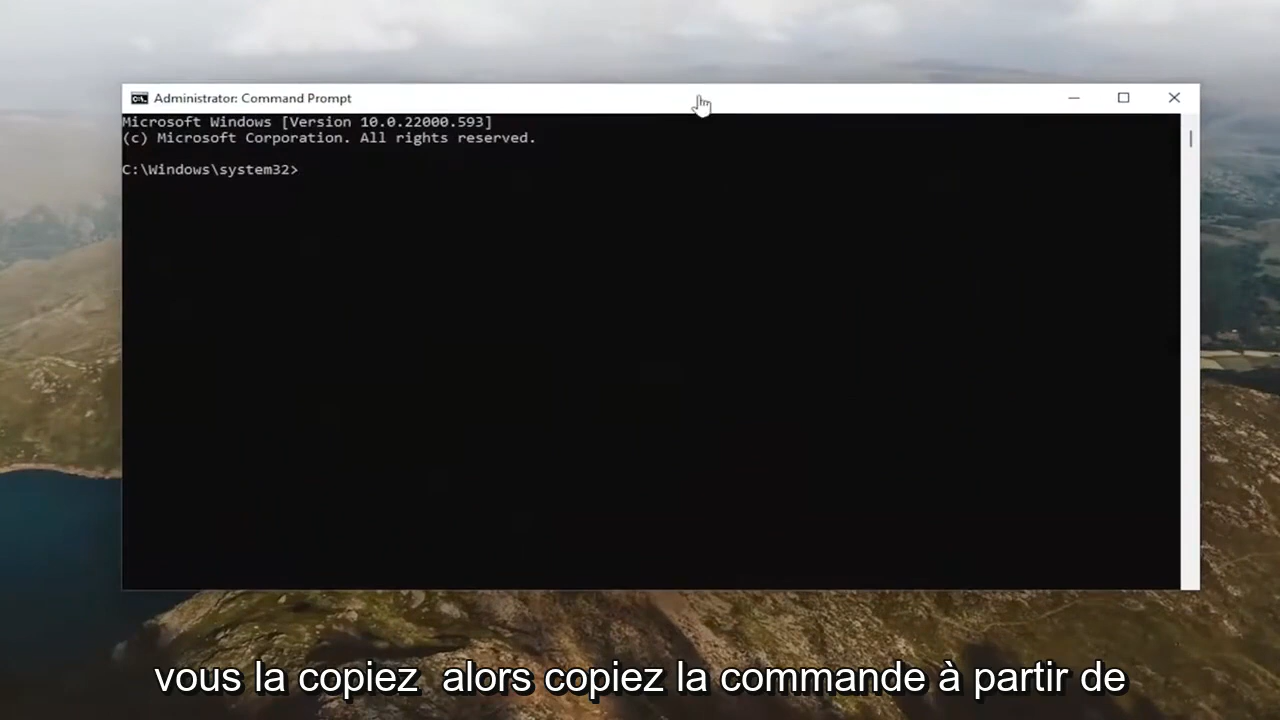 Administrator: Command Prompt
Microsoft Windows [Version 10.0.22000.593]
(c) Microsoft Corporation. All rights reserved.
C:\Windows\system32>
vous la copiez  alors copiez la commande à partir de